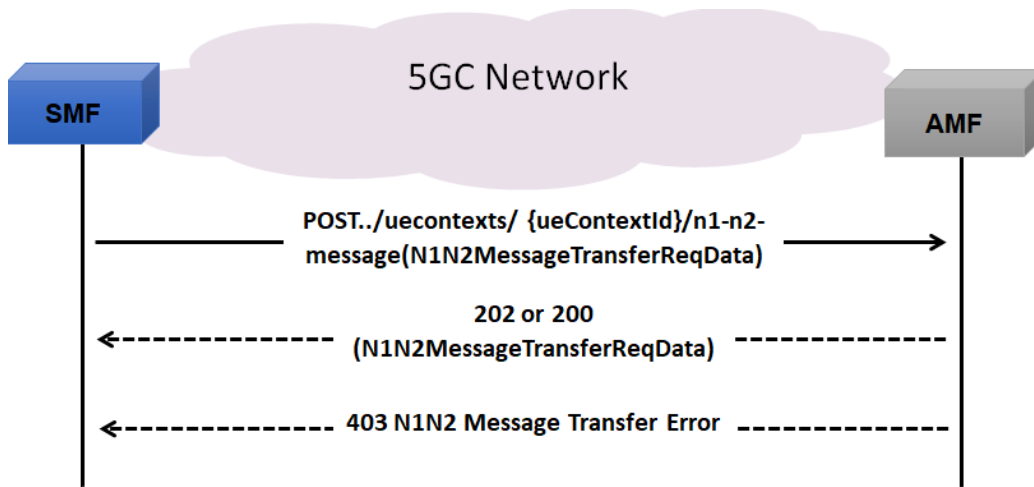 5GC Network
SMF
AMF
POST../uecontexts/ {ueContextId}/n1-n2-
message(N1N2MessageTransferReqData)
202 or 200
(N1N2MessageTransferReqData)
403 N1N2 Message Transfer Error